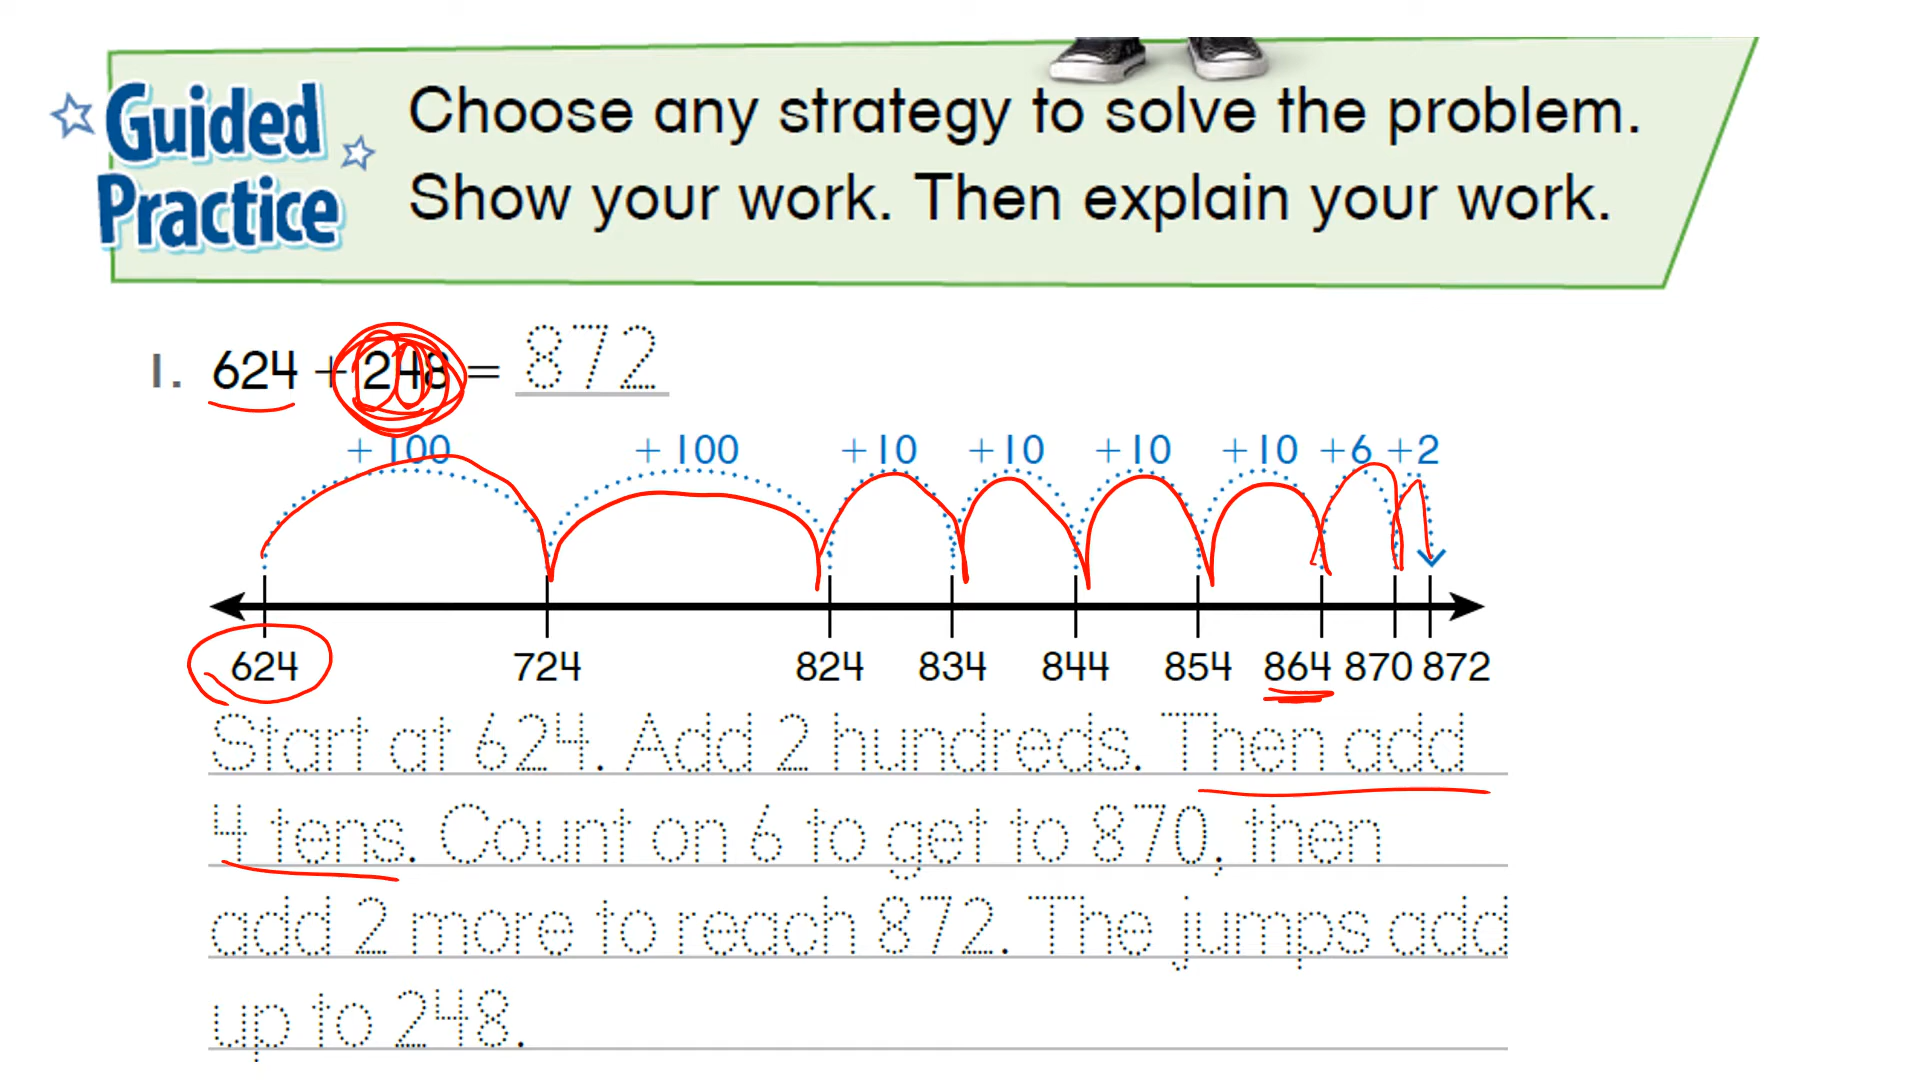 Guided
Practice
Choose any strategy to solve the problem.
Show your work. Then explain your work.
1. 624 + 248 = 872
+100 +100 +10 +10 +10 +10 +6 +2
624 724 824 834 844 854 864 870 872
Start at 624. Add 2 hundreds. Then add
4 tens. Count on 6 to get to 870, then
add 2 more to reach 872. The jumps add
up to 248.